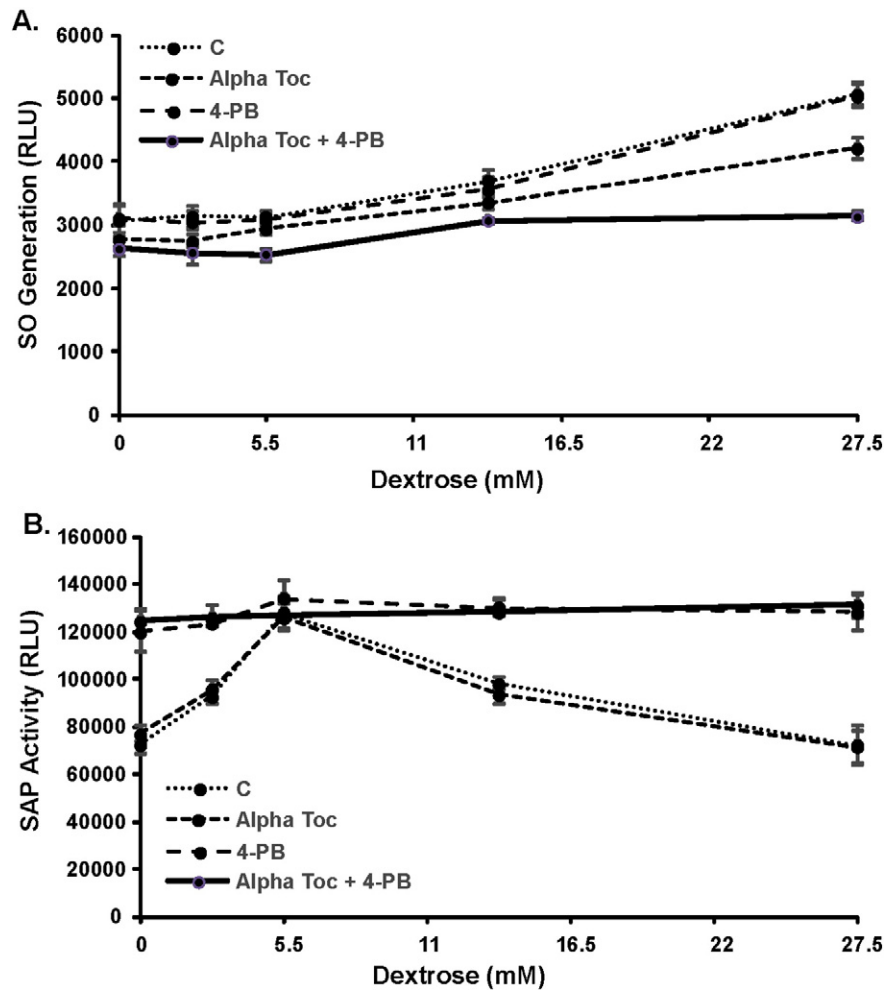 A.
6000
5000
4000
3000
2000
1000
0
SO Generation (RLU)
C
Alpha Toc
4-PB
Alpha Toc + 4-PB
0 5.5 11 16.5 22 27.5
Dextrose (mM)
B.
160000
140000
120000
100000
80000
60000
40000
20000
0
SAP Activity (RLU)
C
Alpha Toc
4-PB
Alpha Toc + 4-PB
0 5.5 11 16.5 22 27.5
Dextrose (mM)